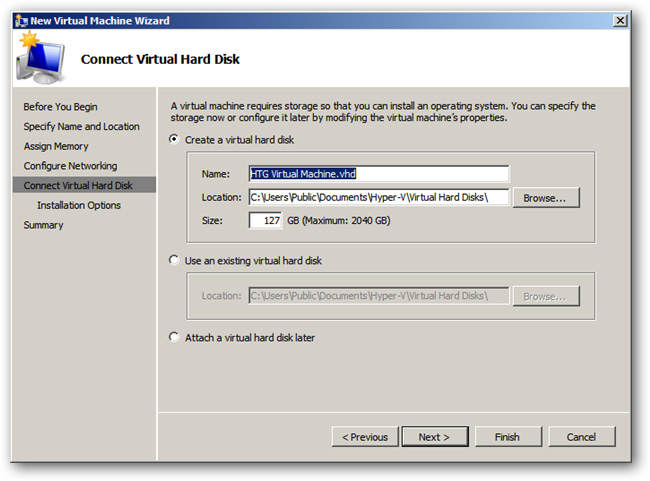 New Virtual Machine Wizard
Connect Virtual Hard Disk
Before You Begin
Specify Name and Location
Assign Memory
Configure Networking
Connect Virtual Hard Disk
Installation Options
Summary
A virtual machine requires storage so that you can install an operating system. You can specify the
storage now or configure it later by modifying the virtual machine's properties.
Create a virtual hard disk
Name: HTG Virtual Machine.vhd
Location: C:\Users\Public\Documents\Hyper-V\Virtual Hard Disks\ Browse...
Size: 127 GB (Maximum: 2040 GB)
Use an existing virtual hard disk
Location: C:\Users\Public\Documents\Hyper-V\Virtual Hard Disks\ Browse...
Attach a virtual hard disk later
< Previous Next > Finish Cancel